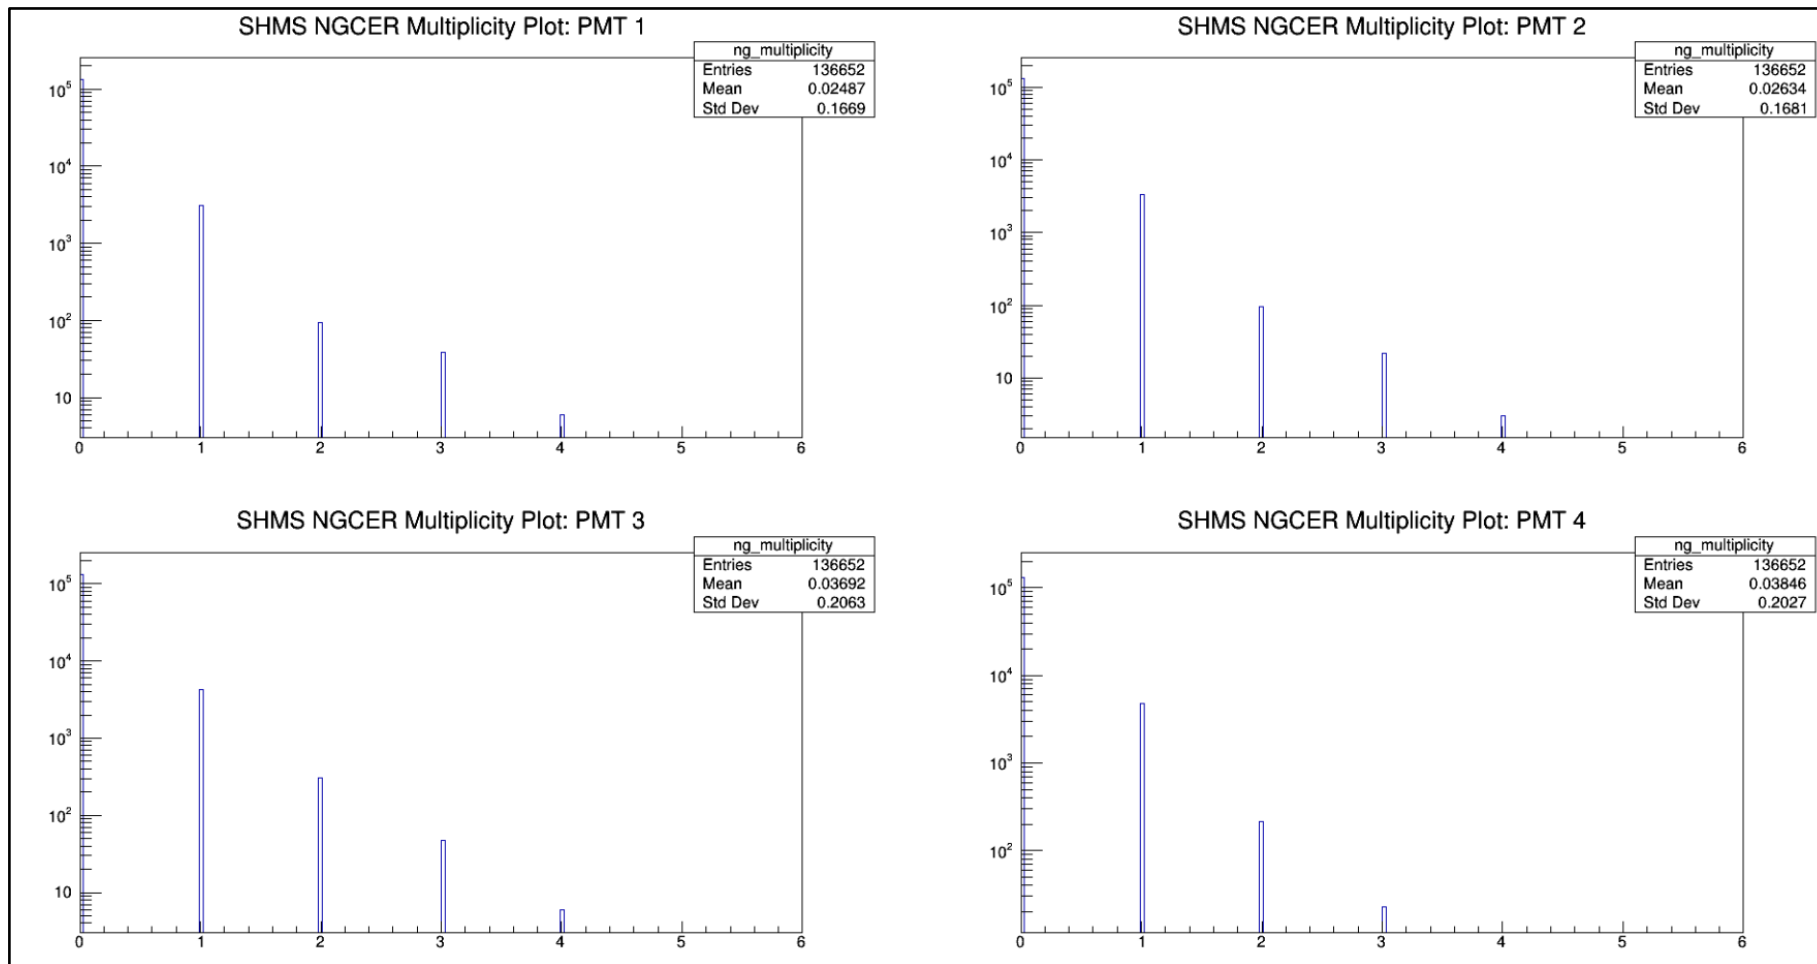 SHMS NGCER Multiplicity Plot: PMT 1
ng_multiplicity
Entries 136652
Mean 0.02487
Std Dev 0.1669
10^5
10^4
10^3
10^2
10
0 1 2 3 4 5 6
SHMS NGCER Multiplicity Plot: PMT 2
ng_multiplicity
Entries 136652
Mean 0.02634
Std Dev 0.1681
10^5
10^4
10^3
10^2
10
0 1 2 3 4 5 6
SHMS NGCER Multiplicity Plot: PMT 3
ng_multiplicity
Entries 136652
Mean 0.03692
Std Dev 0.2063
10^5
10^4
10^3
10^2
10
0 1 2 3 4 5 6
SHMS NGCER Multiplicity Plot: PMT 4
ng_multiplicity
Entries 136652
Mean 0.03846
Std Dev 0.2027
10^5
10^4
10^3
10^2
0 1 2 3 4 5 6